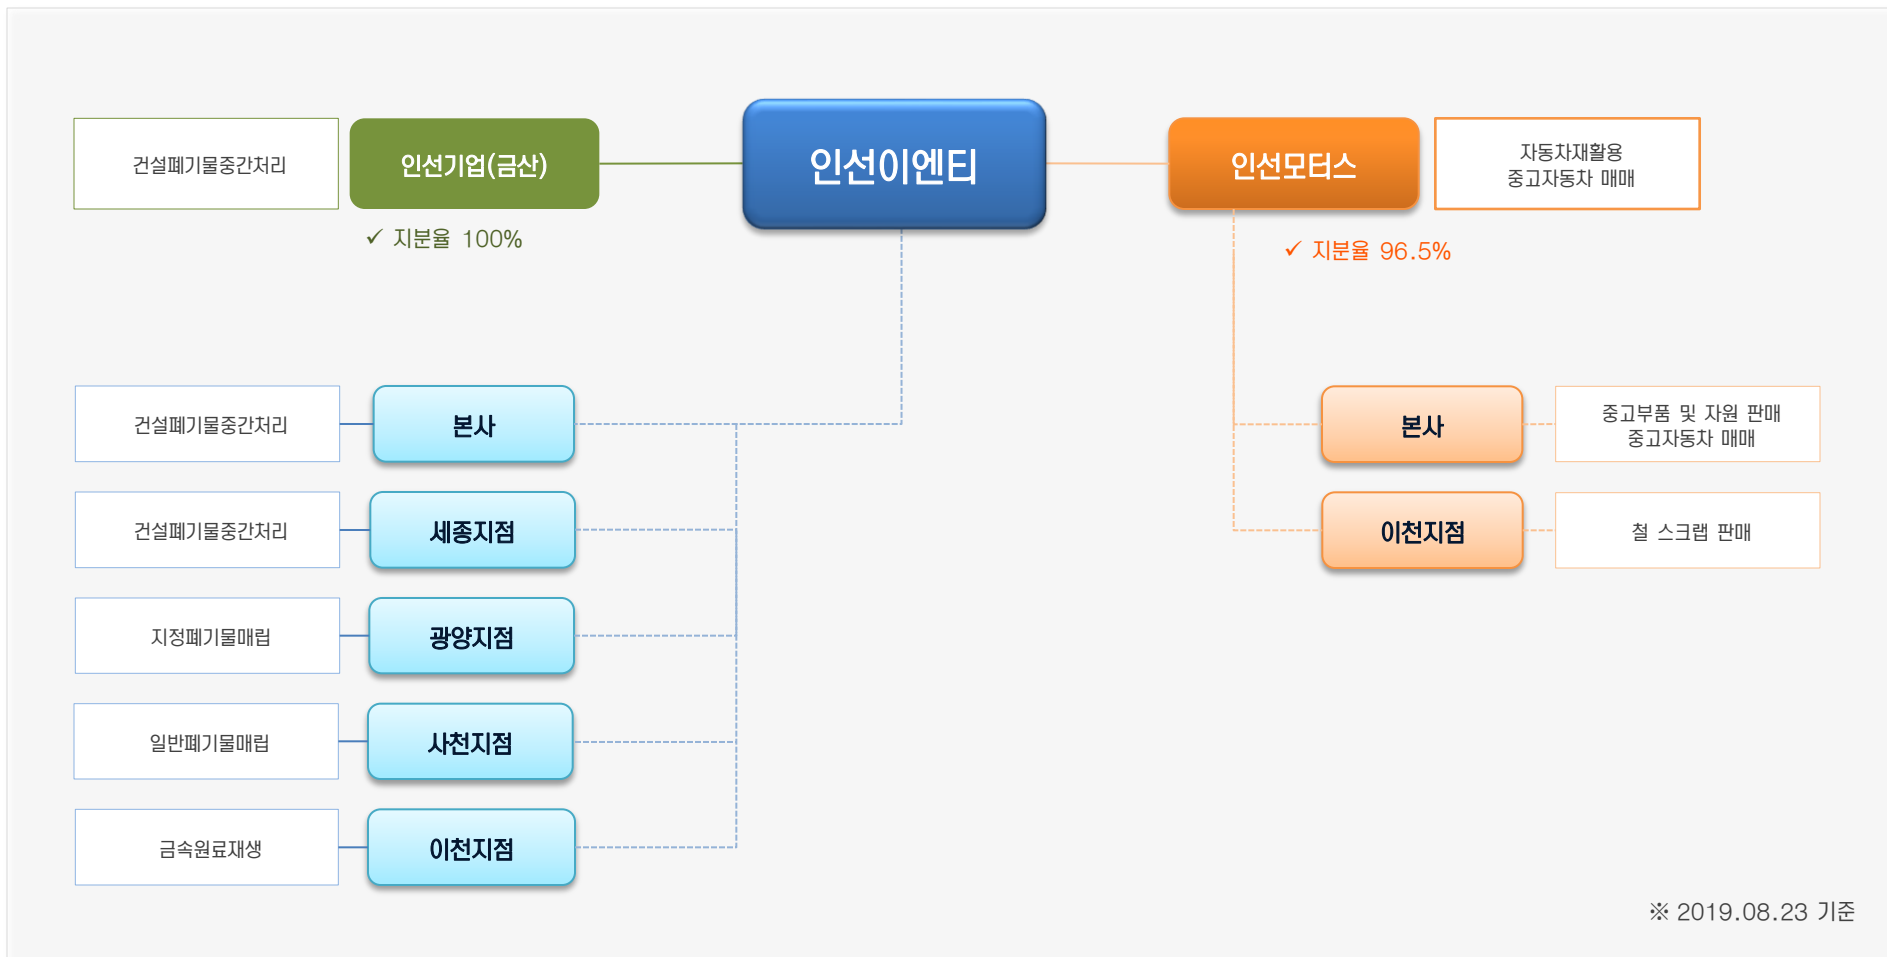 건설폐기물중간처리
인선기업(금산)
인선이엔티
인선모터스
자동차재활용
중고자동차 매매
✓ 지분율 100%
✓ 지분율 96.5%
건설폐기물중간처리
본사
본사
중고부품 및 자원 판매
중고자동차 매매
건설폐기물중간처리
세종지점
이천지점
철 스크랩 판매
지정폐기물매립
광양지점
일반폐기물매립
사천지점
금속원료재생
이천지점
※ 2019.08.23 기준